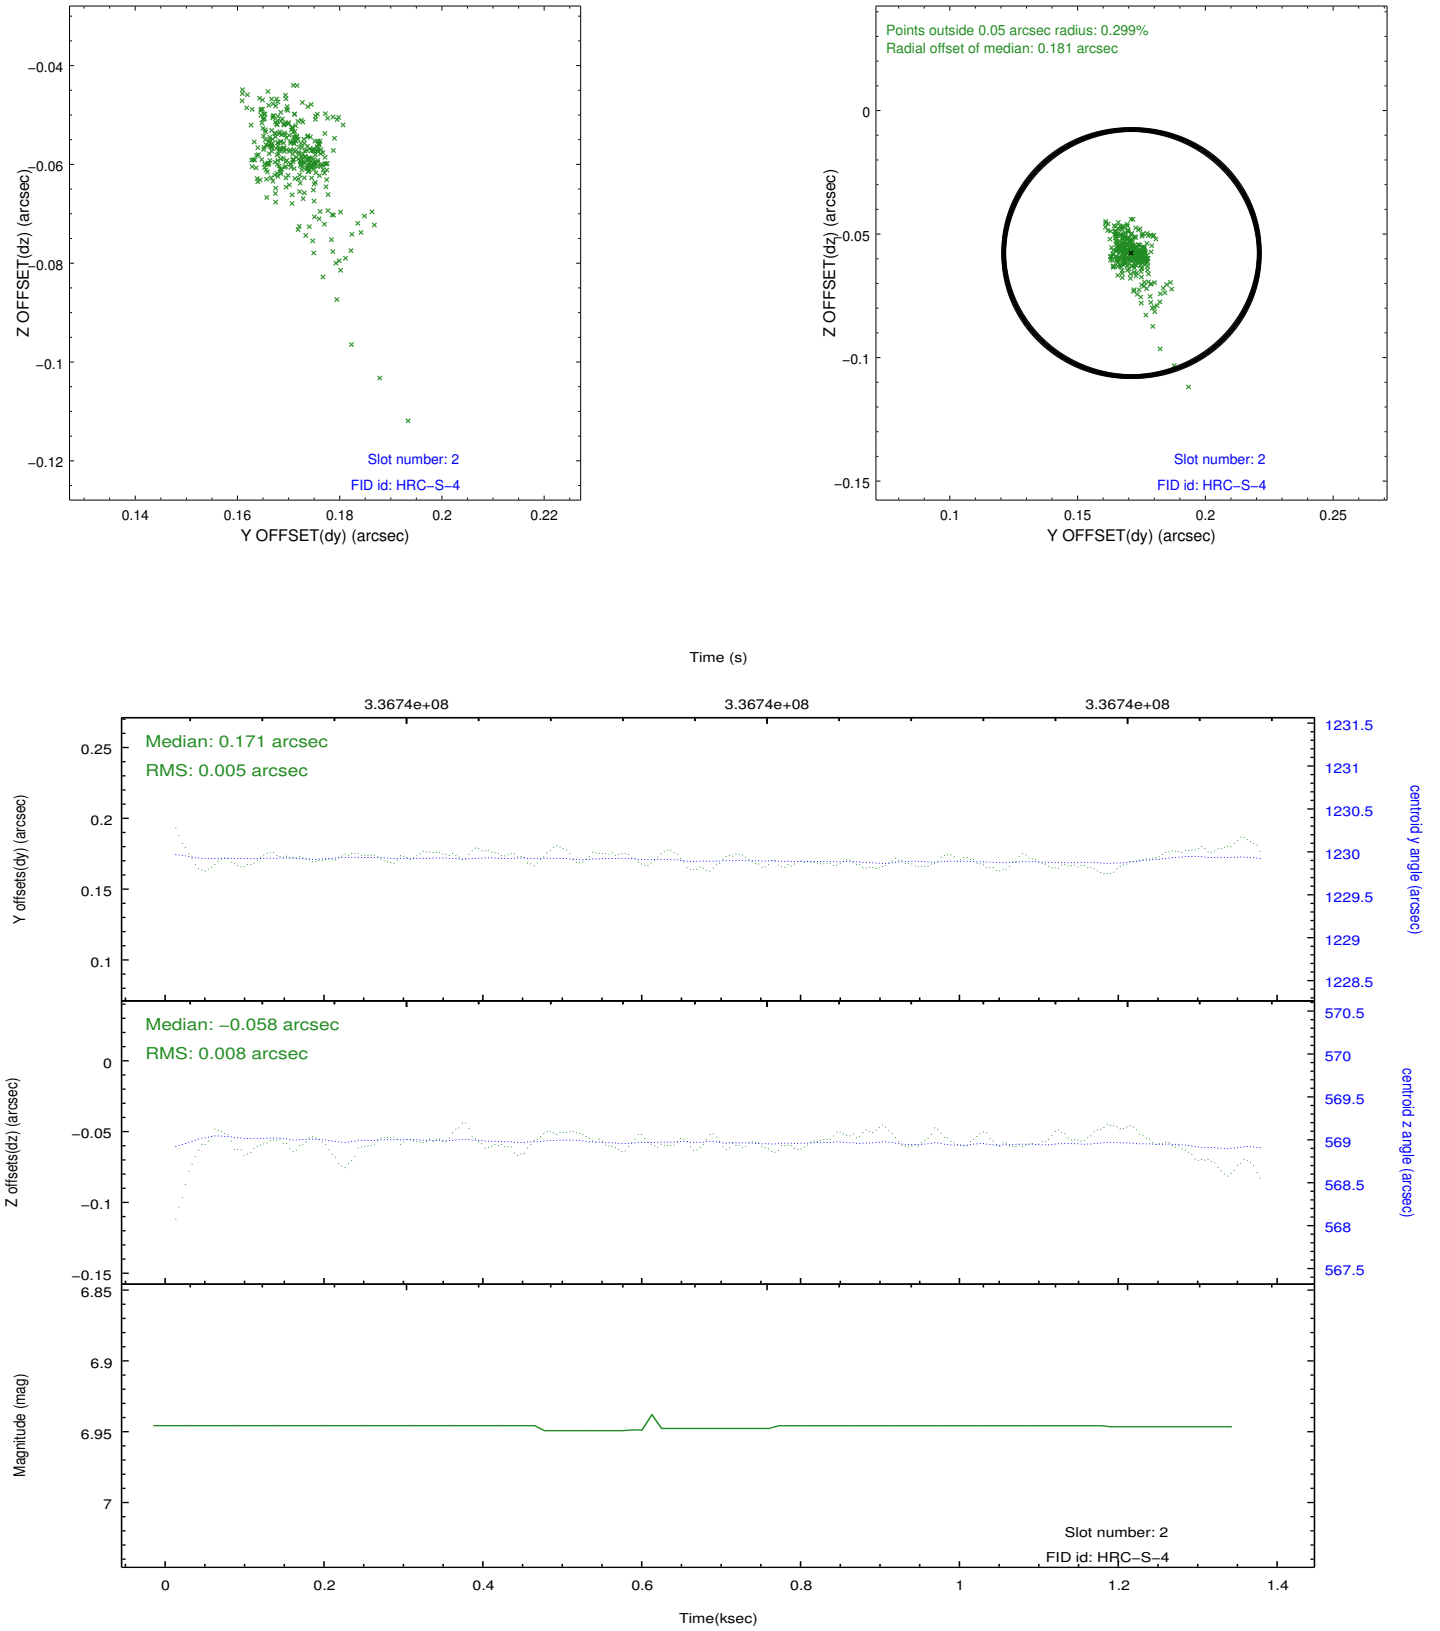 −0.04
−0.06
−0.08
−0.1
−0.12
Z OFFSET(dz) (arcsec)
Slot number: 2
FID id: HRC−S−4
0.14
0.16
0.18
0.2
0.22
Y OFFSET(dy) (arcsec)
Points outside 0.05 arcsec radius: 0.299%
Radial offset of median: 0.181 arcsec
0
−0.05
−0.1
−0.15
Z OFFSET(dz) (arcsec)
Slot number: 2
FID id: HRC−S−4
0.1
0.15
0.2
0.25
Y OFFSET(dy) (arcsec)
Time (s)
3.3674e+08
3.3674e+08
3.3674e+08
Median: 0.171 arcsec
RMS: 0.005 arcsec
0.25
0.2
0.15
0.1
Y offsets(dy) (arcsec)
1231.5
1231
1230.5
1230
1229.5
1229
1228.5
centroid y angle (arcsec)
Median: −0.058 arcsec
RMS: 0.008 arcsec
0
−0.05
−0.1
−0.15
Z offsets(dz) (arcsec)
570.5
570
569.5
569
568.5
568
567.5
centroid z angle (arcsec)
6.85
6.9
6.95
7
Magnitude (mag)
Slot number: 2
FID id: HRC−S−4
0
0.2
0.4
0.6
0.8
1
1.2
1.4
Time(ksec)